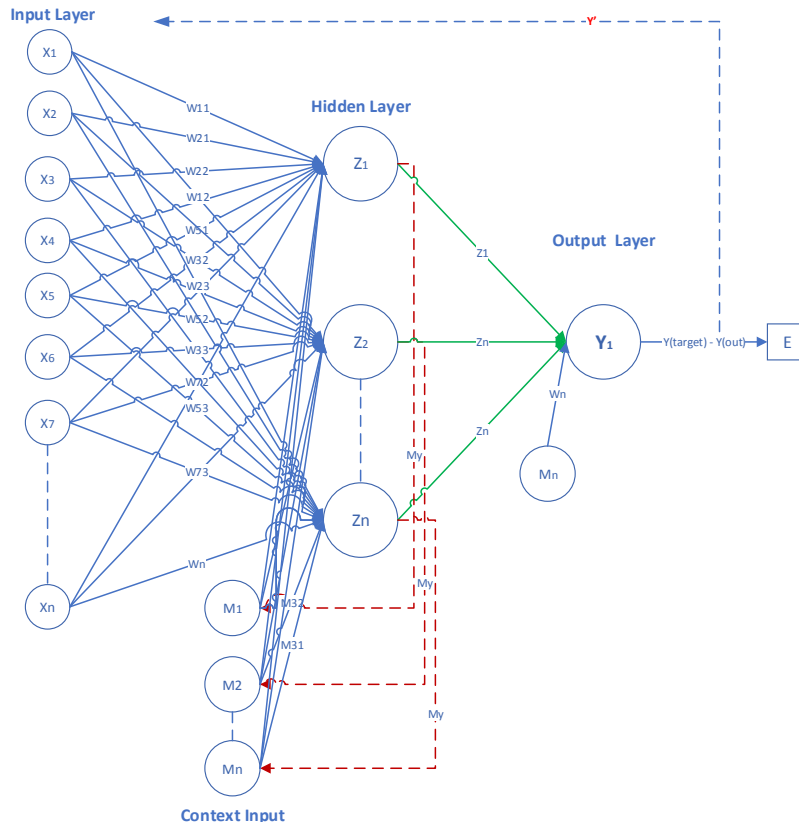 Input Layer
Y'
X1
W11
Hidden Layer
X2
W21
Z1
X3
W22
W12
X4
W51
Output Layer
Z1
W32
W23
X5
W52
Z2
Zn
Y1
Y(target) - Y(out)
E
X6
W33
W72
Wn
W53
X7
Zn
My
W73
Mn
Zn
Wn
My
Xn
M1
M32
M31
M2
My
Mn
Context Input